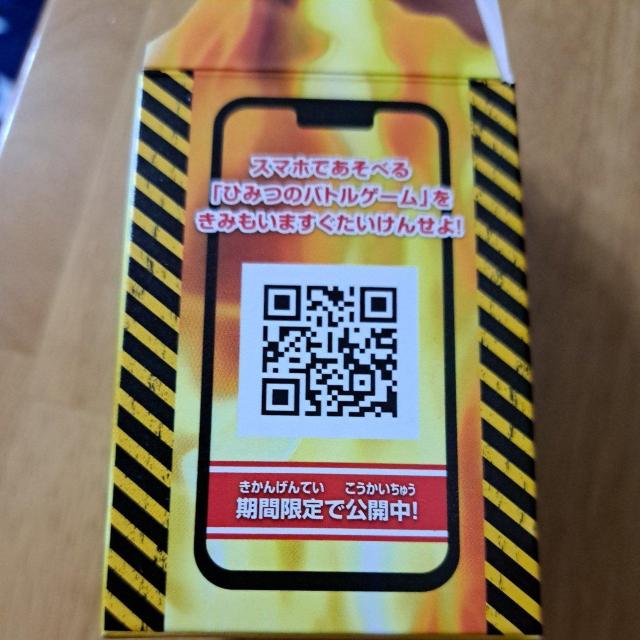 スマホであそべる
「ひみつのバトルゲーム」を
きみもいますぐたいけんせよ!
きかんげんてい こうかいちゅう
期間限定で公開中!